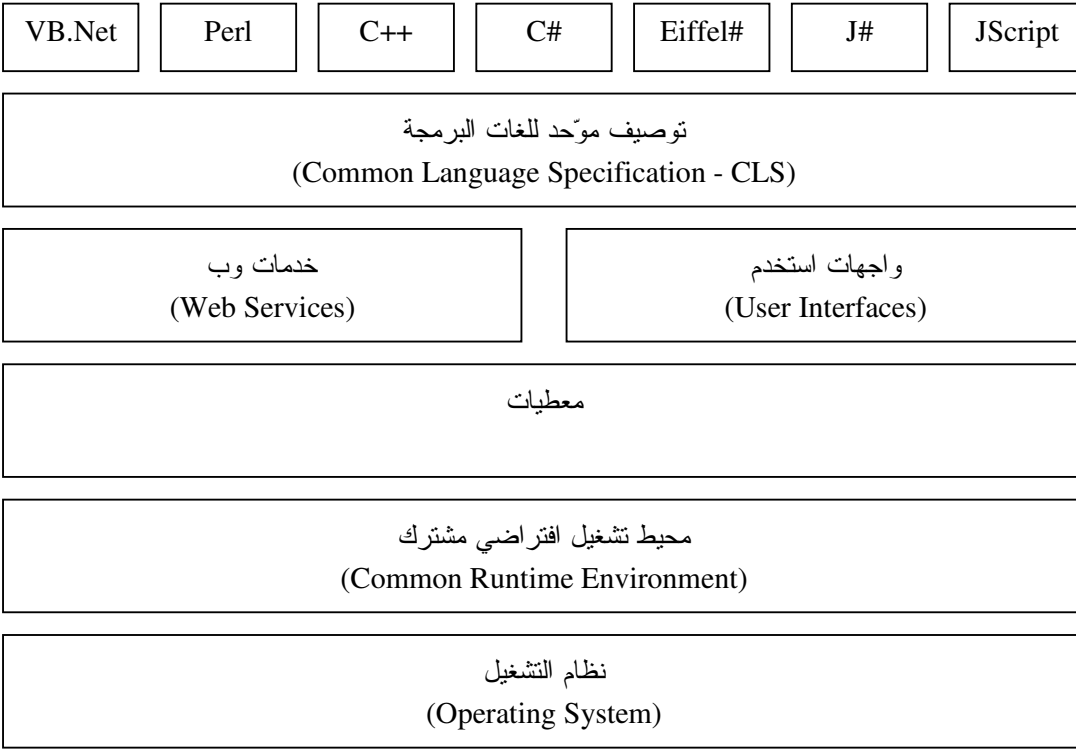 VB.Net
Perl
C++
C#
Eiffel#
J#
JScript
توصيف موّحد للغات البرمجة
(Common Language Specification - CLS)
خدمات وب
(Web Services)
واجهات استخدم
(User Interfaces)
معطيات
محيط تشغيل افتراضي مشترك
(Common Runtime Environment)
نظام التشغيل
(Operating System)